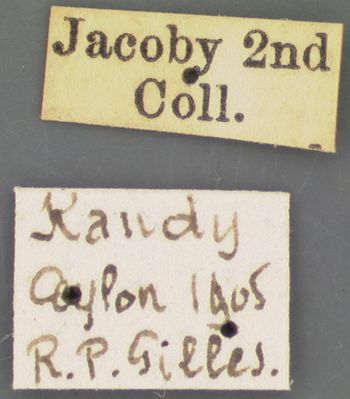 Jacoby 2nd
Coll.
Kandy
Ceylon 1905
R.P. Gilles.